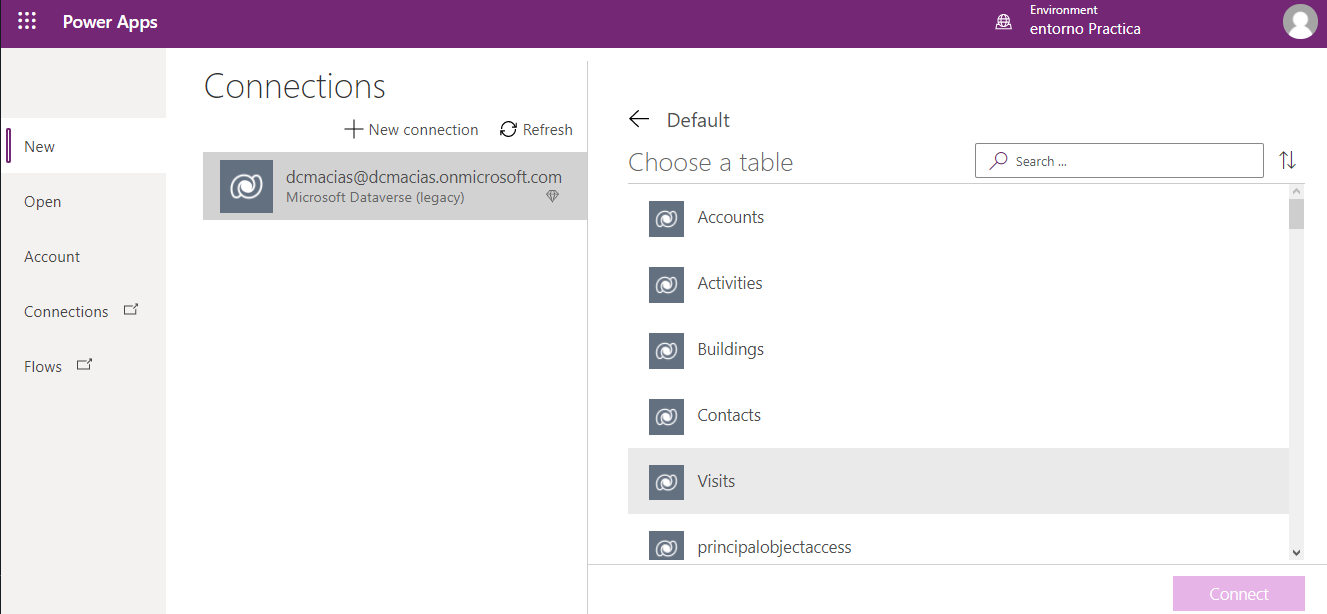 Power Apps
Environment
entorno Practica
New
Open
Account
Connections
Flows
Connections
New connection
Refresh
dcmacias@dcmacias.onmicrosoft.com
Microsoft Dataverse (legacy)
Default
Choose a table
Search ...
Accounts
Activities
Buildings
Contacts
Visits
principalobjectaccess
Connect